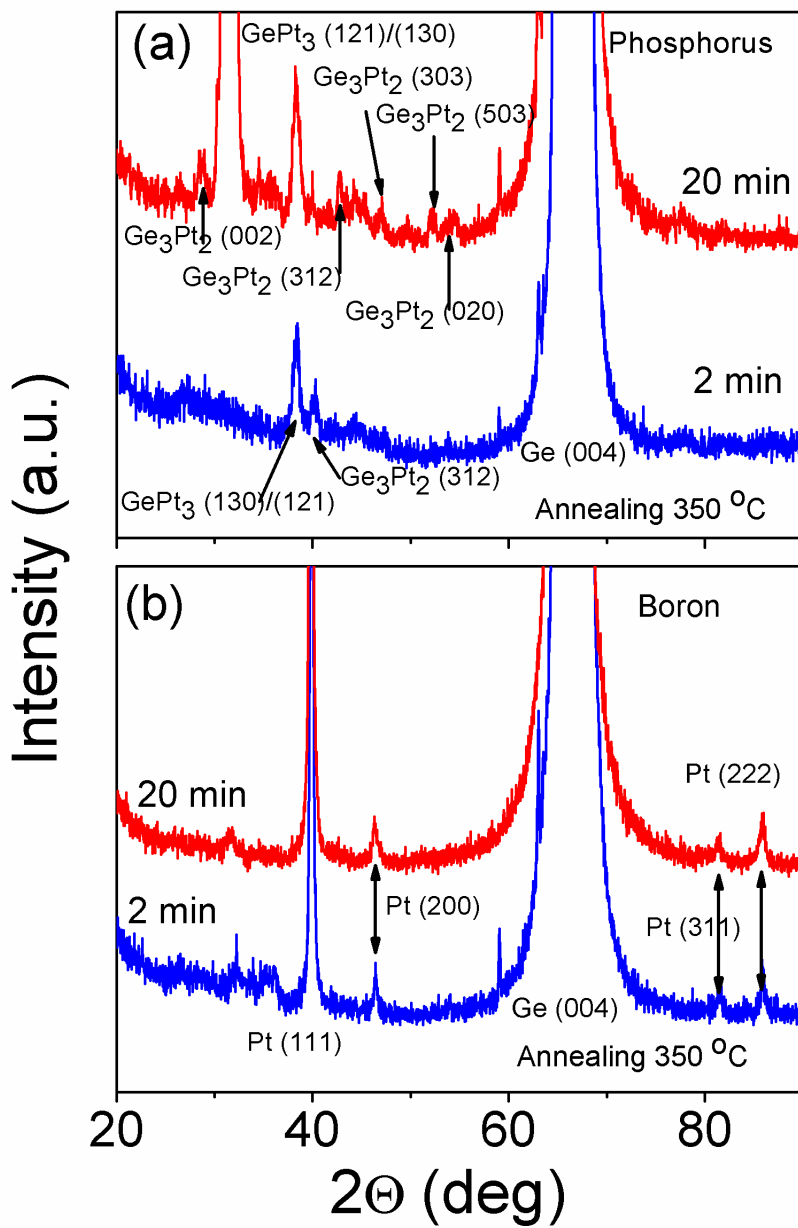 Intensity (a.u.)
(a)
GePt3 (121)/(130)
Phosphorus
Ge3Pt2 (303)
Ge3Pt2 (503)
20 min
Ge3Pt2 (002)
Ge3Pt2 (312)
Ge3Pt2 (020)
2 min
Ge (004)
Ge3Pt2 (312)
GePt3 (130)/(121)
Annealing 350 °C
(b)
Boron
Pt (222)
20 min
2 min
Pt (200)
Pt (311)
Ge (004)
Pt (111)
Annealing 350 °C
20 40 60 80
2Θ (deg)